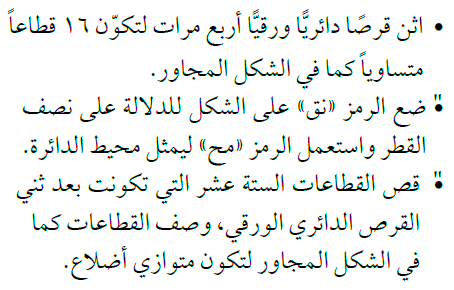 • اثن قرصًا دائريًّا ورقيًّا أربع مرات لتكوّن ١٦ قطاعاً
متساوياً كما في الشكل المجاور.
" ضع الرمز «نق» على الشكل للدلالة على نصف
القطر واستعمل الرمز «مح» ليمثل محيط الدائرة.
" قص القطاعات الستة عشر التي تكونت بعد ثني
القرص الدائري الورقي، وصف القطاعات كما
في الشكل المجاور لتكون متوازي أضلاع.